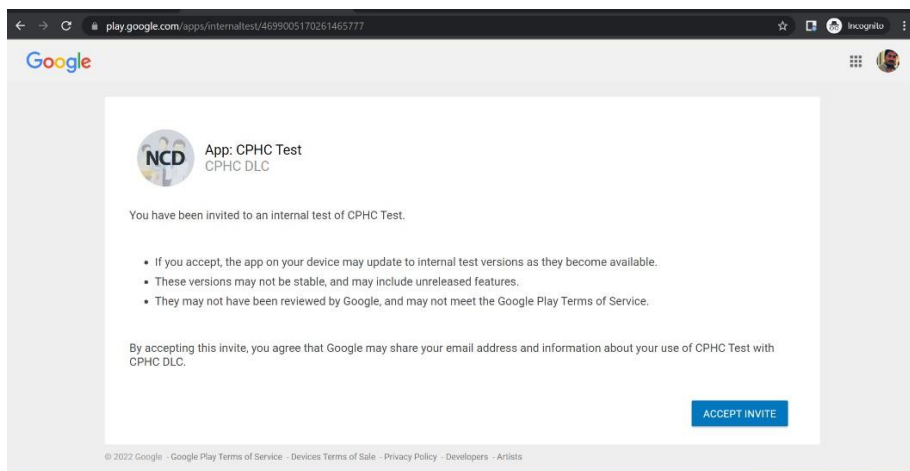 play.google.com/apps/internaltest/4699005170261465777
Incognito
Google
NCD
App: CPHC Test
CPHC DLC
You have been invited to an internal test of CPHC Test.
• If you accept, the app on your device may update to internal test versions as they become available.
• These versions may not be stable, and may include unreleased features.
• They may not have been reviewed by Google, and may not meet the Google Play Terms of Service.
By accepting this invite, you agree that Google may share your email address and information about your use of CPHC Test with
CPHC DLC.
ACCEPT INVITE
© 2022 Google - Google Play Terms of Service - Devices Terms of Sale - Privacy Policy - Developers - Artists